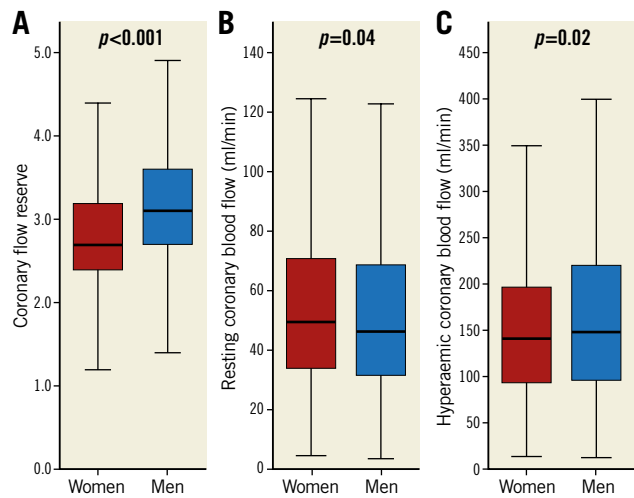 A
p<0.001
Coronary flow reserve
5.0
4.0
3.0
2.0
1.0
0.0
Women Men
B
p=0.04
Resting coronary blood flow (ml/min)
140
120
100
80
60
40
20
0
Women Men
C
p=0.02
Hyperaemic coronary blood flow (ml/min)
450
400
350
300
250
200
150
100
50
0
Women Men